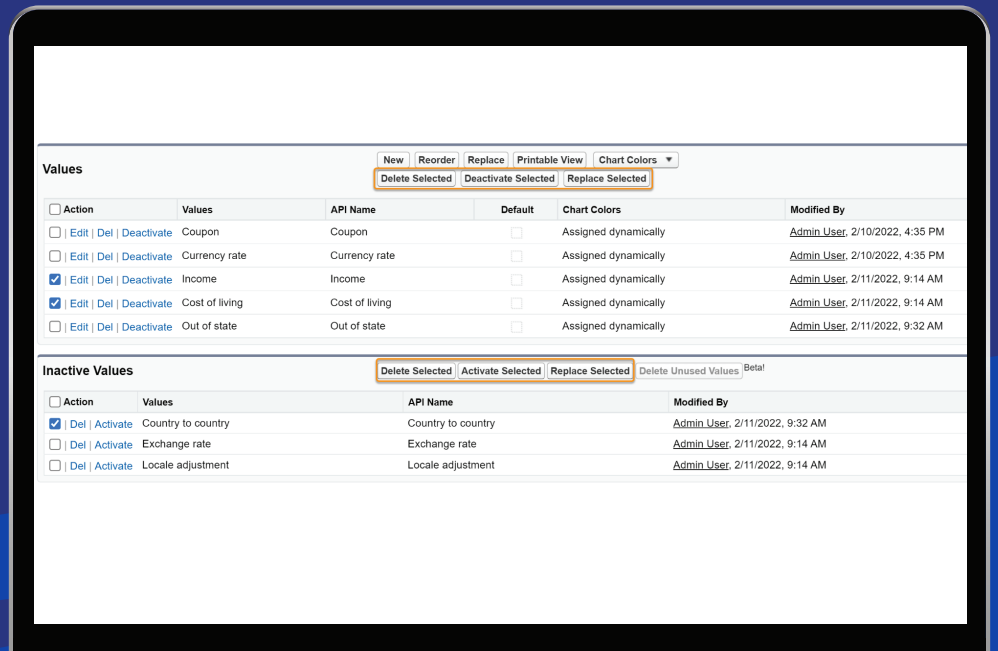 New Reorder Replace Printable View Chart Colors
Values
Delete Selected Deactivate Selected Replace Selected
Action Values API Name Default Chart Colors Modified By
| Edit | Del | Deactivate Coupon Coupon Assigned dynamically Admin User, 2/10/2022, 4:35 PM
| Edit | Del | Deactivate Currency rate Currency rate Assigned dynamically Admin User, 2/10/2022, 4:35 PM
| Edit | Del | Deactivate Income Income Assigned dynamically Admin User, 2/11/2022, 9:14 AM
| Edit | Del | Deactivate Cost of living Cost of living Assigned dynamically Admin User, 2/11/2022, 9:14 AM
| Edit | Del | Deactivate Out of state Out of state Assigned dynamically Admin User, 2/11/2022, 9:32 AM
Inactive Values Delete Selected Activate Selected Replace Selected Delete Unused Values Beta!
Action Values API Name Modified By
| Del | Activate Country to country Country to country Admin User, 2/11/2022, 9:32 AM
| Del | Activate Exchange rate Exchange rate Admin User, 2/11/2022, 9:14 AM
| Del | Activate Locale adjustment Locale adjustment Admin User, 2/11/2022, 9:14 AM